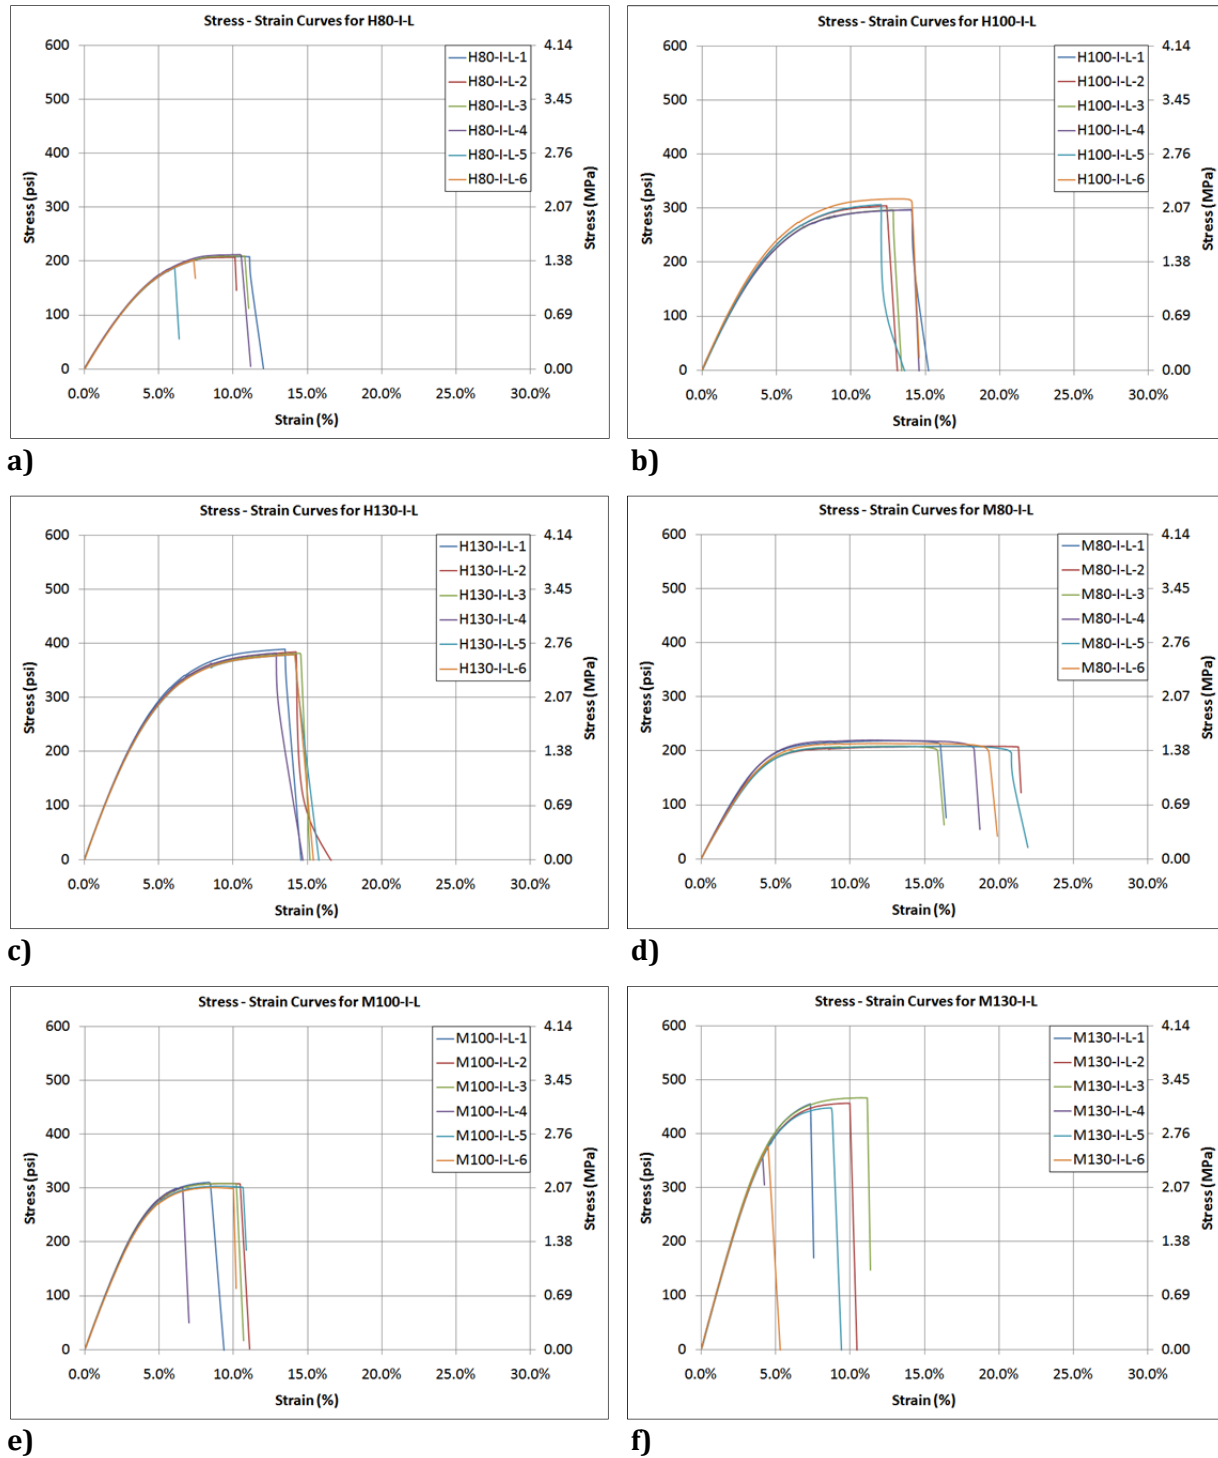 Stress - Strain Curves for H80-I-L
600
500
400
300
200
100
0
Stress (psi)
4.14
3.45
2.76
2.07
1.38
0.69
0.00
Stress (MPa)
H80-I-L-1
H80-I-L-2
H80-I-L-3
H80-I-L-4
H80-I-L-5
H80-I-L-6
0.0% 5.0% 10.0% 15.0% 20.0% 25.0% 30.0%
Strain (%)
a)
Stress - Strain Curves for H100-I-L
600
500
400
300
200
100
0
Stress (psi)
4.14
3.45
2.76
2.07
1.38
0.69
0.00
Stress (MPa)
H100-I-L-1
H100-I-L-2
H100-I-L-3
H100-I-L-4
H100-I-L-5
H100-I-L-6
0.0% 5.0% 10.0% 15.0% 20.0% 25.0% 30.0%
Strain (%)
b)
Stress - Strain Curves for H130-I-L
600
500
400
300
200
100
0
Stress (psi)
4.14
3.45
2.76
2.07
1.38
0.69
0.00
Stress (MPa)
H130-I-L-1
H130-I-L-2
H130-I-L-3
H130-I-L-4
H130-I-L-5
H130-I-L-6
0.0% 5.0% 10.0% 15.0% 20.0% 25.0% 30.0%
Strain (%)
c)
Stress - Strain Curves for M80-I-L
600
500
400
300
200
100
0
Stress (psi)
4.14
3.45
2.76
2.07
1.38
0.69
0.00
Stress (MPa)
M80-I-L-1
M80-I-L-2
M80-I-L-3
M80-I-L-4
M80-I-L-5
M80-I-L-6
0.0% 5.0% 10.0% 15.0% 20.0% 25.0% 30.0%
Strain (%)
d)
Stress - Strain Curves for M100-I-L
600
500
400
300
200
100
0
Stress (psi)
4.14
3.45
2.76
2.07
1.38
0.69
0.00
Stress (MPa)
M100-I-L-1
M100-I-L-2
M100-I-L-3
M100-I-L-4
M100-I-L-5
M100-I-L-6
0.0% 5.0% 10.0% 15.0% 20.0% 25.0% 30.0%
Strain (%)
e)
Stress - Strain Curves for M130-I-L
600
500
400
300
200
100
0
Stress (psi)
4.14
3.45
2.76
2.07
1.38
0.69
0.00
Stress (MPa)
M130-I-L-1
M130-I-L-2
M130-I-L-3
M130-I-L-4
M130-I-L-5
M130-I-L-6
0.0% 5.0% 10.0% 15.0% 20.0% 25.0% 30.0%
Strain (%)
f)